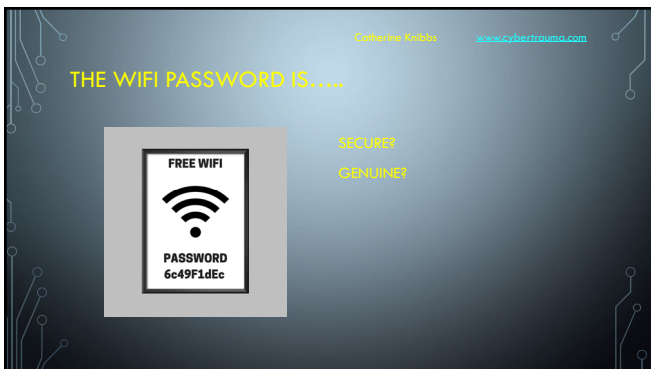 Catherine Knibbs www.cybertrauma.com
THE WIFI PASSWORD IS.....
SECURE?
GENUINE?
FREE WIFI
PASSWORD
6c49F1dEc